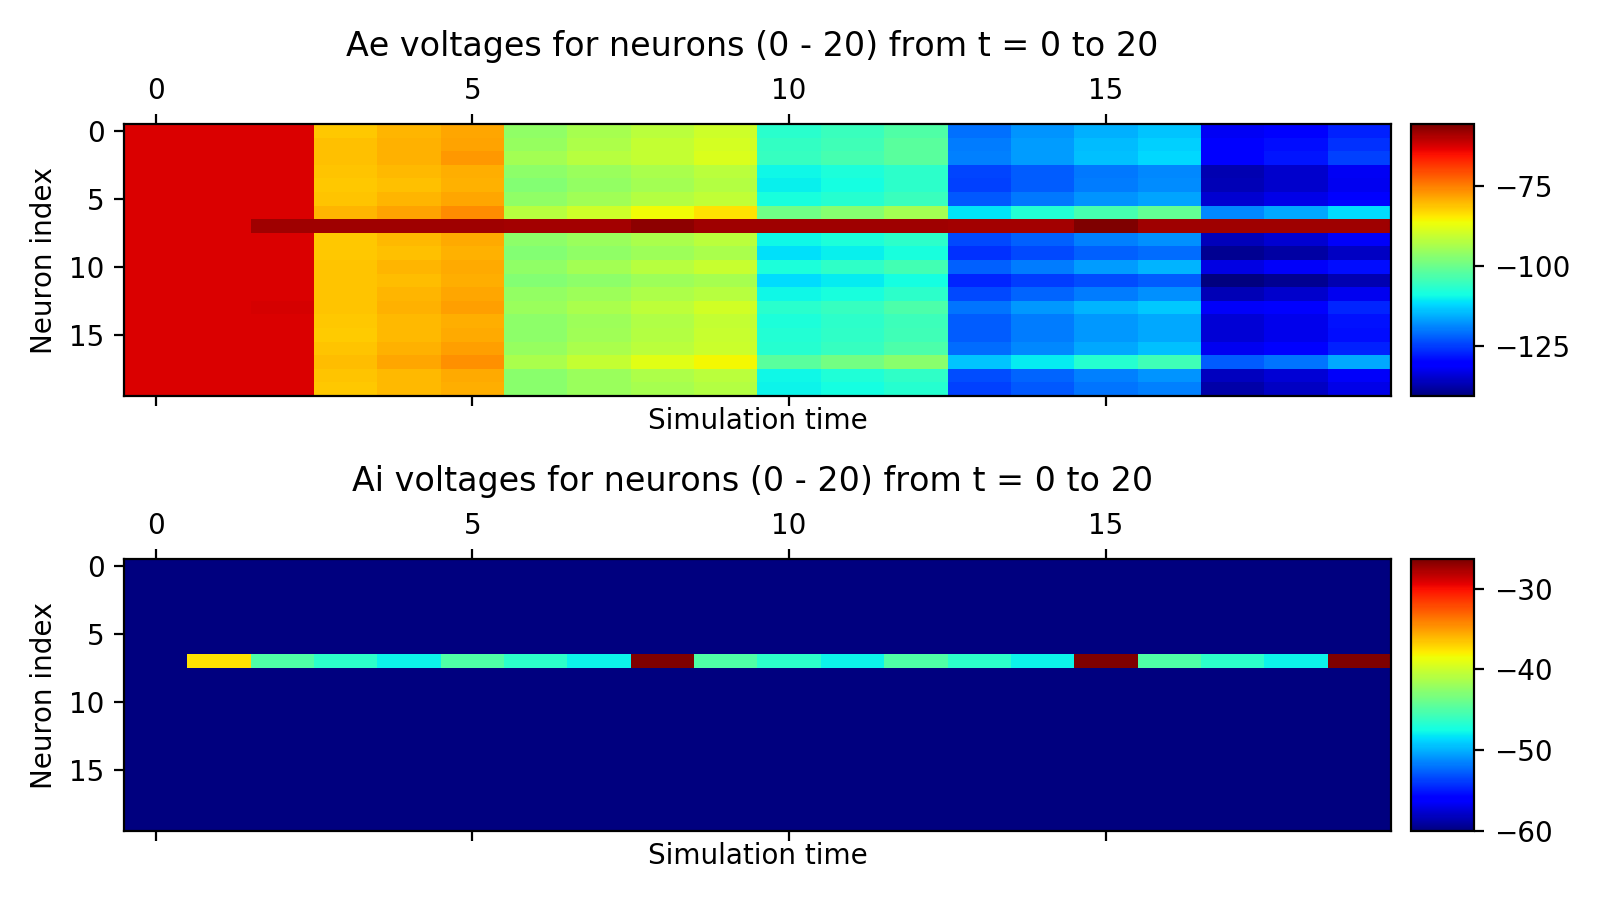 Ae voltages for neurons (0 - 20) from t = 0 to 20
0 5 10 15
0
5
10
15
Neuron index
Simulation time
−75
−100
−125
Ai voltages for neurons (0 - 20) from t = 0 to 20
0 5 10 15
0
5
10
15
Neuron index
Simulation time
−30
−40
−50
−60